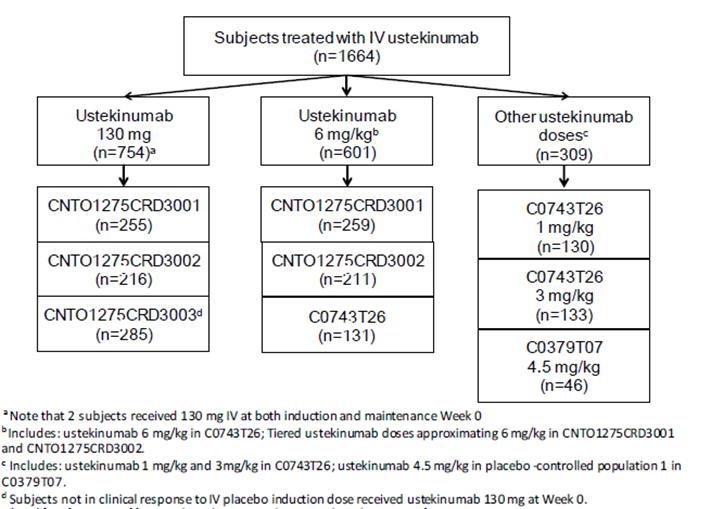 Subjects treated with IV ustekinumab
(n=1664)
Ustekinumab
130 mg
(n=754)ᵃ
Ustekinumab
6 mg/kgᵇ
(n=601)
Other ustekinumab
dosesᶜ
(n=309)
CNTO1275CRD3001
(n=255)
CNTO1275CRD3002
(n=216)
CNTO1275CRD3003ᵈ
(n=285)
CNTO1275CRD3001
(n=259)
CNTO1275CRD3002
(n=211)
C0743T26
(n=131)
C0743T26
1 mg/kg
(n=130)
C0743T26
3 mg/kg
(n=133)
C0379T07
4.5 mg/kg
(n=46)
ᵃ Note that 2 subjects received 130 mg IV at both induction and maintenance Week 0
ᵇ Includes: ustekinumab 6 mg/kg in C0743T26; Tiered ustekinumab doses approximating 6 mg/kg in CNTO1275CRD3001
and CNTO1275CRD3002.
ᶜ Includes: ustekinumab 1 mg/kg and 3mg/kg in C0743T26; ustekinumab 4.5 mg/kg in placebo -controlled population 1 in
C0379T07.
ᵈ Subjects not in clinical response to IV placebo induction dose received ustekinumab 130 mg at Week 0.